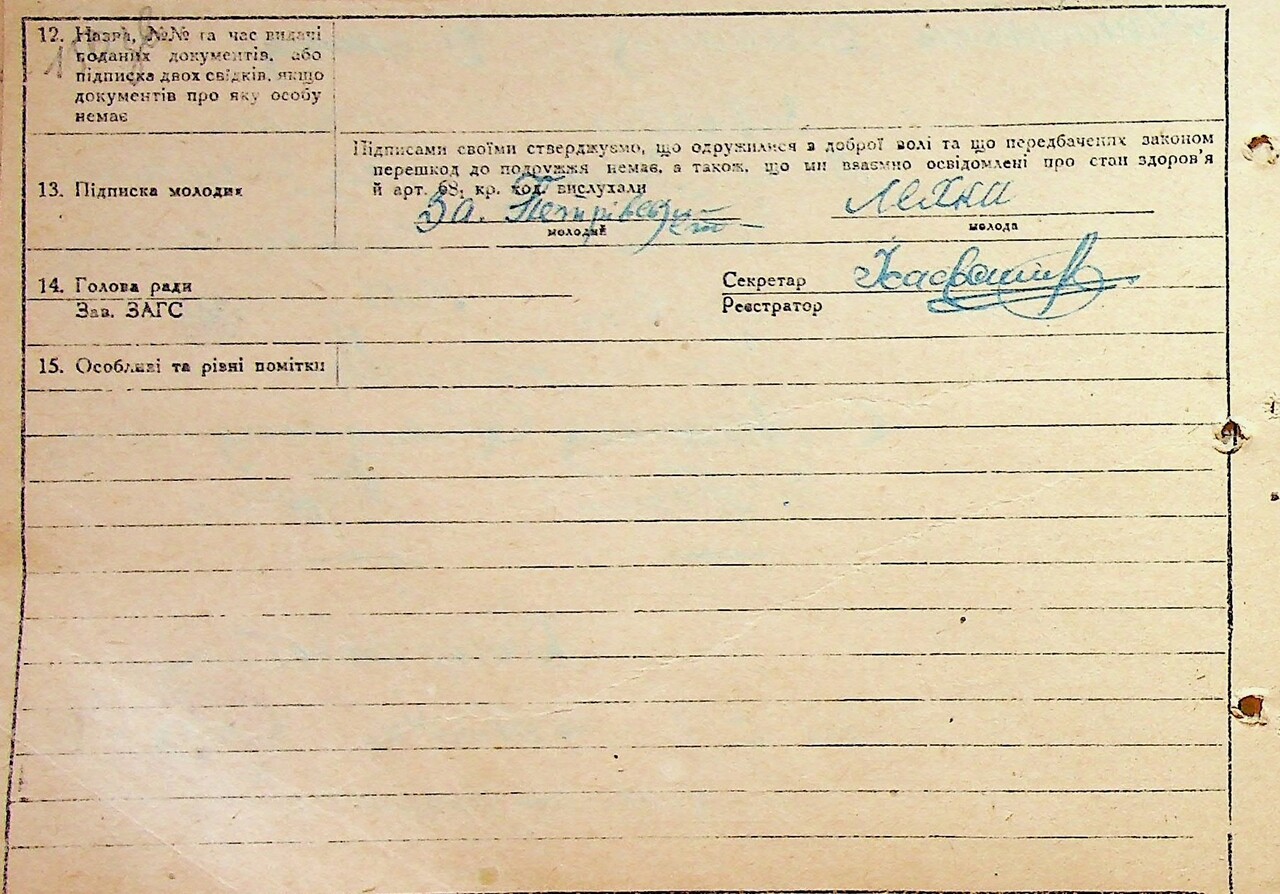 12. Назва, №№ та час видачі
поданих документів, або
підписка двох свідків, якщо
документів про яку особу
немає
Підписами своїми стверджуємо, що одружилися з доброї волі та що передбачених законом
перешкод до подружжя немає, а також, що ми взаємно освідомлені про стан здоров'я
й арт. 68. кр. код. вислухали
13. Підписка молодих
За.
молодий
молода
14. Голова ради
Зав. ЗАГС
Секретар
Реєстратор
15. Особливі та різні помітки